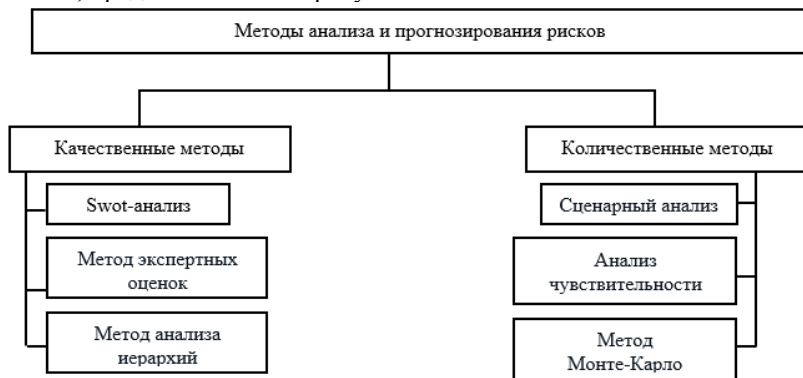 Методы анализа и прогнозирования рисков
Качественные методы
Количественные методы
Swot-анализ
Сценарный анализ
Метод экспертных
оценок
Анализ
чувствительности
Метод анализа
иерархий
Метод
Монте-Карло